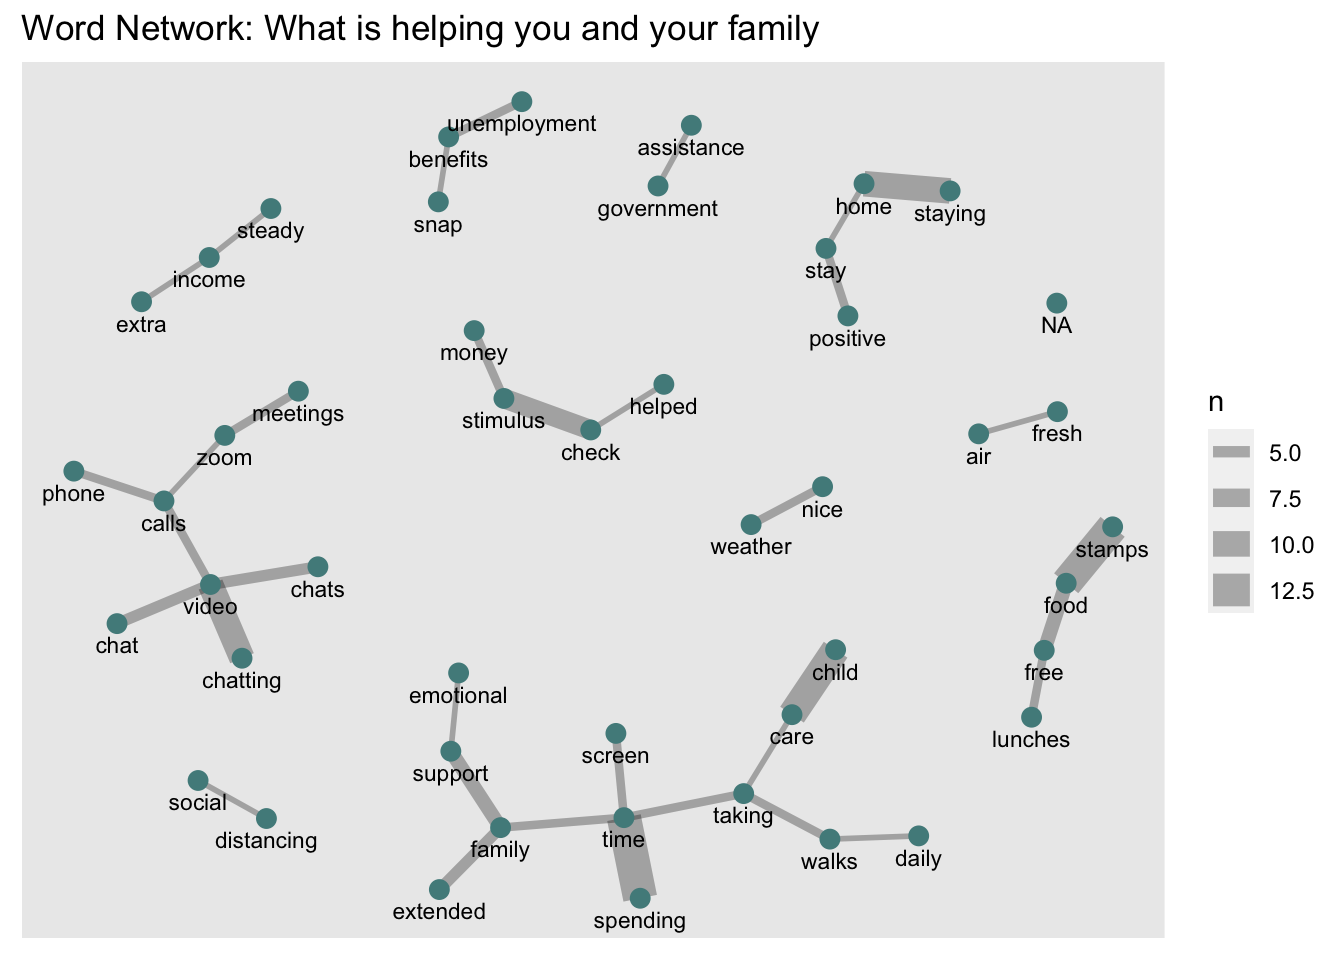 Word Network: What is helping you and your family
unemployment
assistance
benefits
home
staying
government
snap
steady
stay
income
extra
NA
positive
money
helped
meetings
stimulus
fresh
check
air
zoom
phone
nice
calls
weather
stamps
chats
food
video
chat
child
free
chatting
emotional
care
lunches
screen
support
social
taking
distancing
time
family
walks
daily
extended
spending
n
5.0
7.5
10.0
12.5